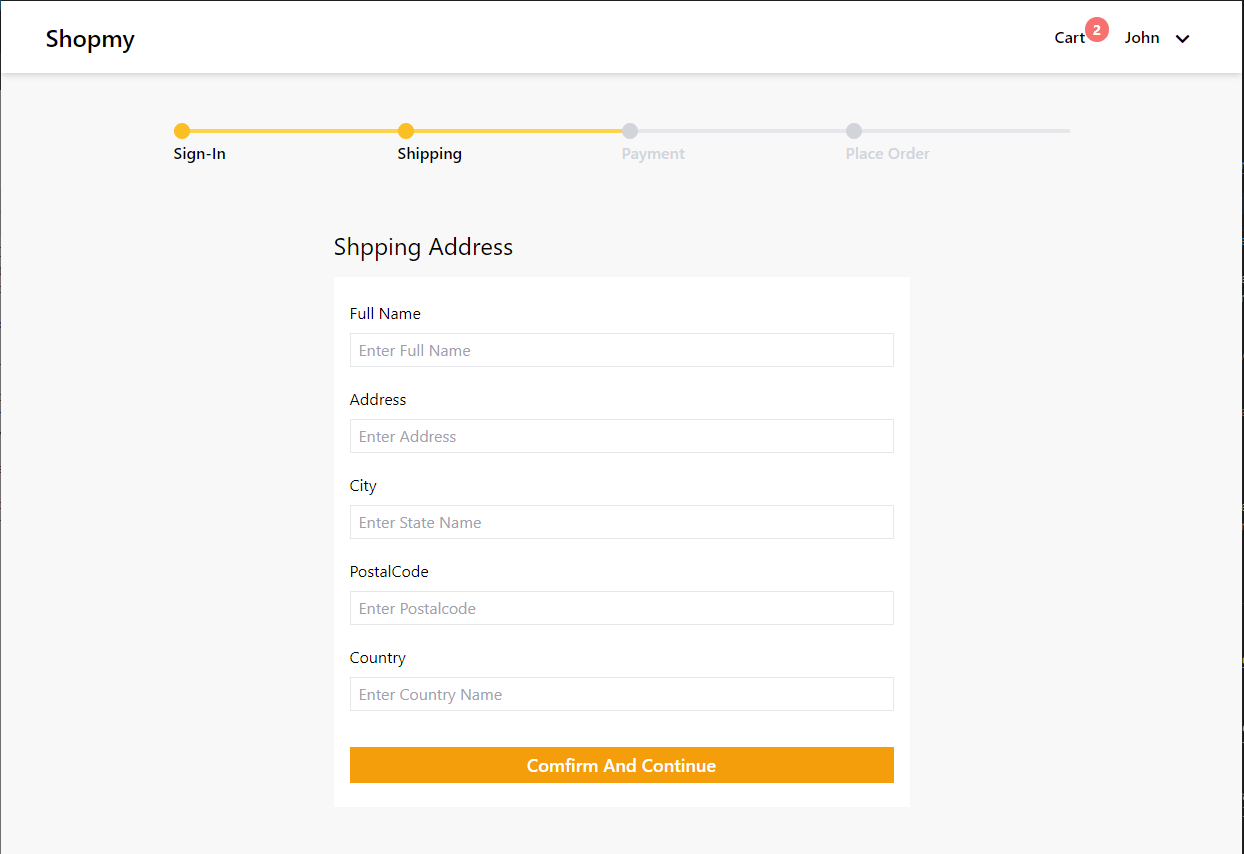 Shopmy Cart 2 John
Sign-In Shipping Payment Place Order
Shpping Address
Full Name
Enter Full Name
Address
Enter Address
City
Enter State Name
PostalCode
Enter Postalcode
Country
Enter Country Name
Comfirm And Continue